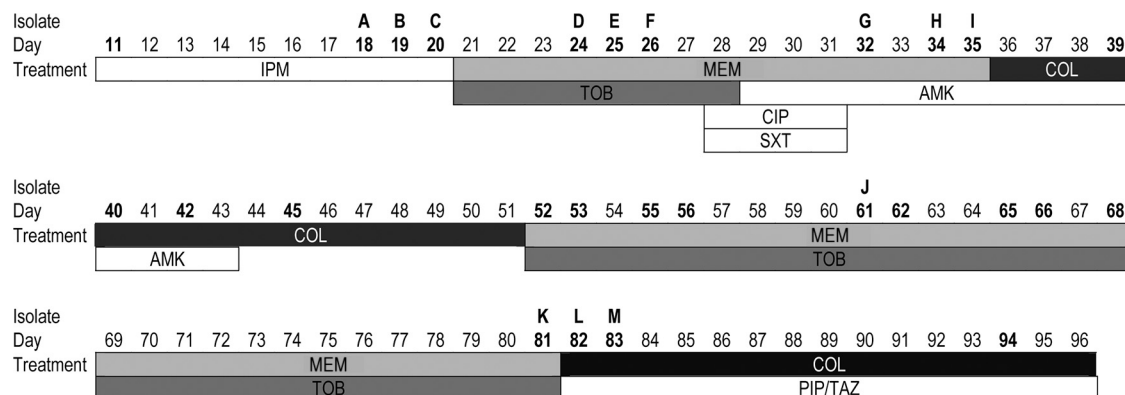 Isolate A B C D E F G H I
Day 11 12 13 14 15 16 17 18 19 20 21 22 23 24 25 26 27 28 29 30 31 32 33 34 35 36 37 38 39
Treatment IPM MEM COL
TOB AMK
CIP
SXT
Isolate J
Day 40 41 42 43 44 45 46 47 48 49 50 51 52 53 54 55 56 57 58 59 60 61 62 63 64 65 66 67 68
Treatment COL MEM
AMK TOB
Isolate K L M
Day 69 70 71 72 73 74 75 76 77 78 79 80 81 82 83 84 85 86 87 88 89 90 91 92 93 94 95 96
Treatment MEM COL
TOB PIP/TAZ